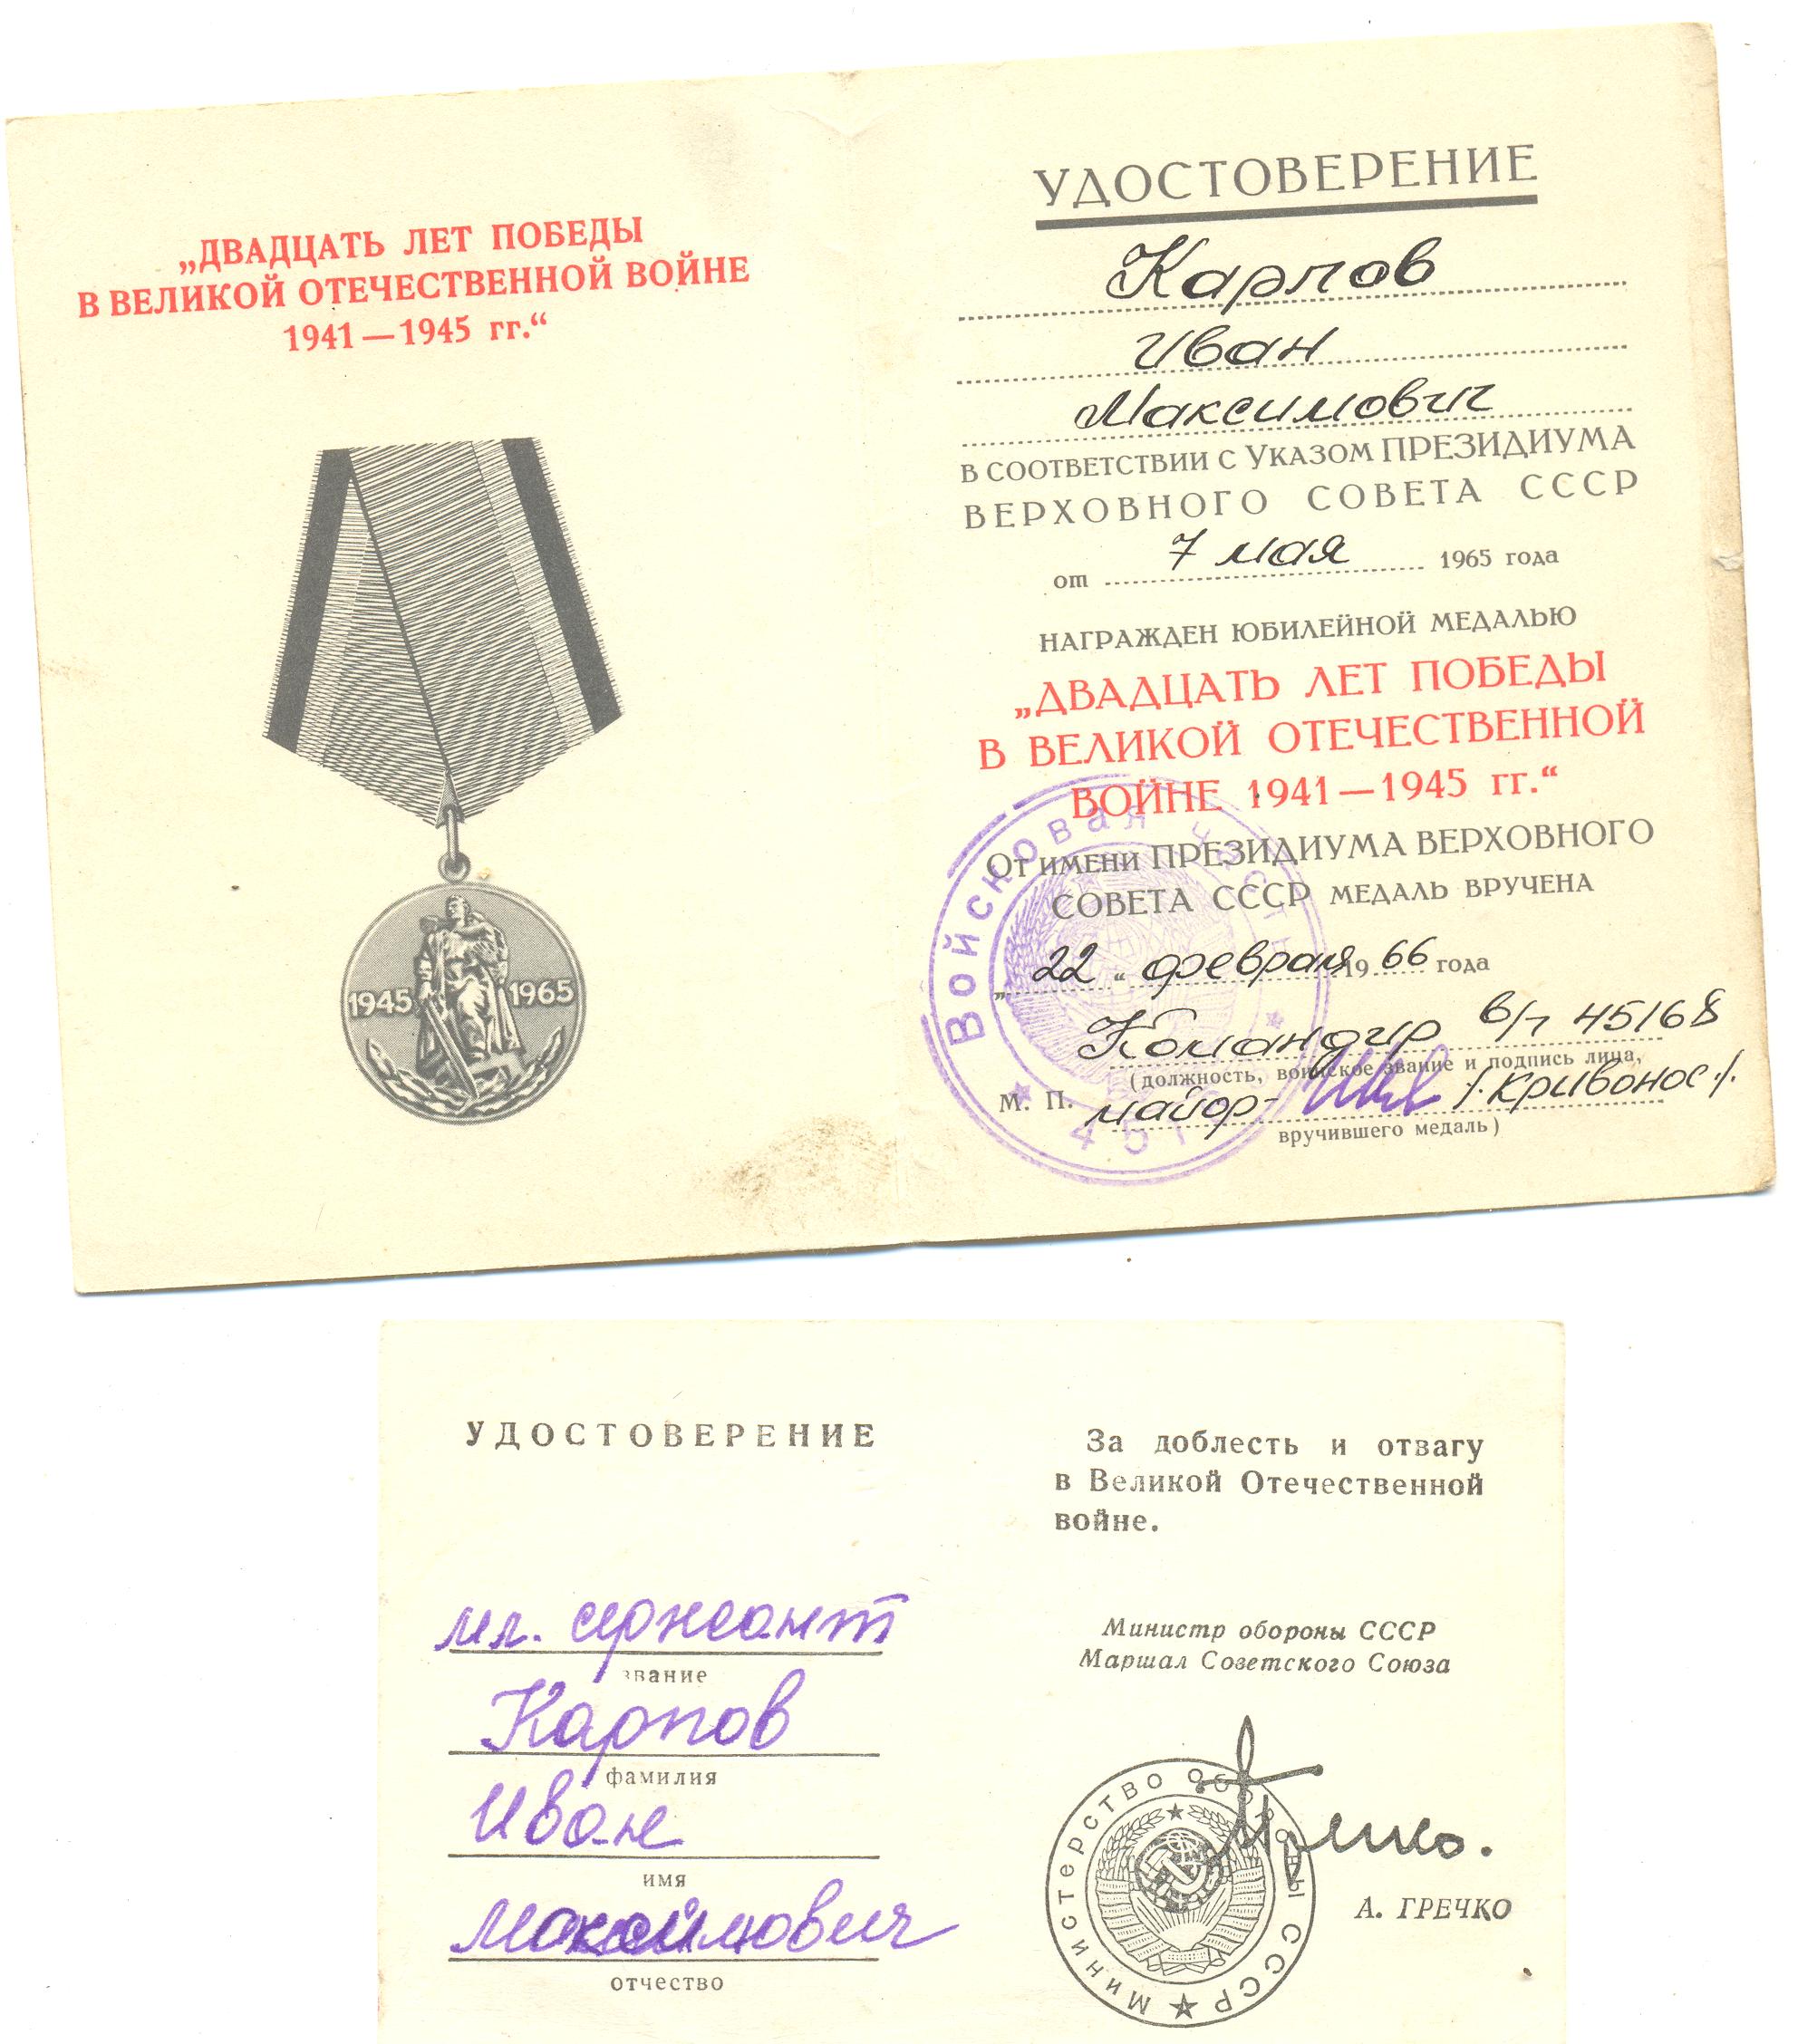 „ДВАДЦАТЬ ЛЕТ ПОБЕДЫ
В ВЕЛИКОЙ ОТЕЧЕСТВЕННОЙ ВОЙНЕ
1941—1945 гг.“
1945 1965
УДОСТОВЕРЕНИЕ
Карпов
Иван
Максимович
В СООТВЕТСТВИИ С УКАЗОМ ПРЕЗИДИУМА
ВЕРХОВНОГО СОВЕТА СССР
от 7 мая 1965 года
НАГРАЖДЕН ЮБИЛЕЙНОЙ МЕДАЛЬЮ
„ДВАДЦАТЬ ЛЕТ ПОБЕДЫ
В ВЕЛИКОЙ ОТЕЧЕСТВЕННОЙ
ВОЙНЕ 1941—1945 гг.“
ОТ ИМЕНИ ПРЕЗИДИУМА ВЕРХОВНОГО
СОВЕТА СССР МЕДАЛЬ ВРУЧЕНА
„22“ февраля 1966 года
Командир в/ч 45168
(должность, воинское звание и подпись лица,
М. П. майор- /.Кривонос./
вручившего медаль)
Войсковая часть
УДОСТОВЕРЕНИЕ
мл. сержант
звание
Карпов
фамилия
Иван
имя
Максимович
отчество
За доблесть и отвагу
в Великой Отечественной
войне.
Министр обороны СССР
Маршал Советского Союза
Гречко.
Министерство обороны СССР
А. ГРЕЧКО